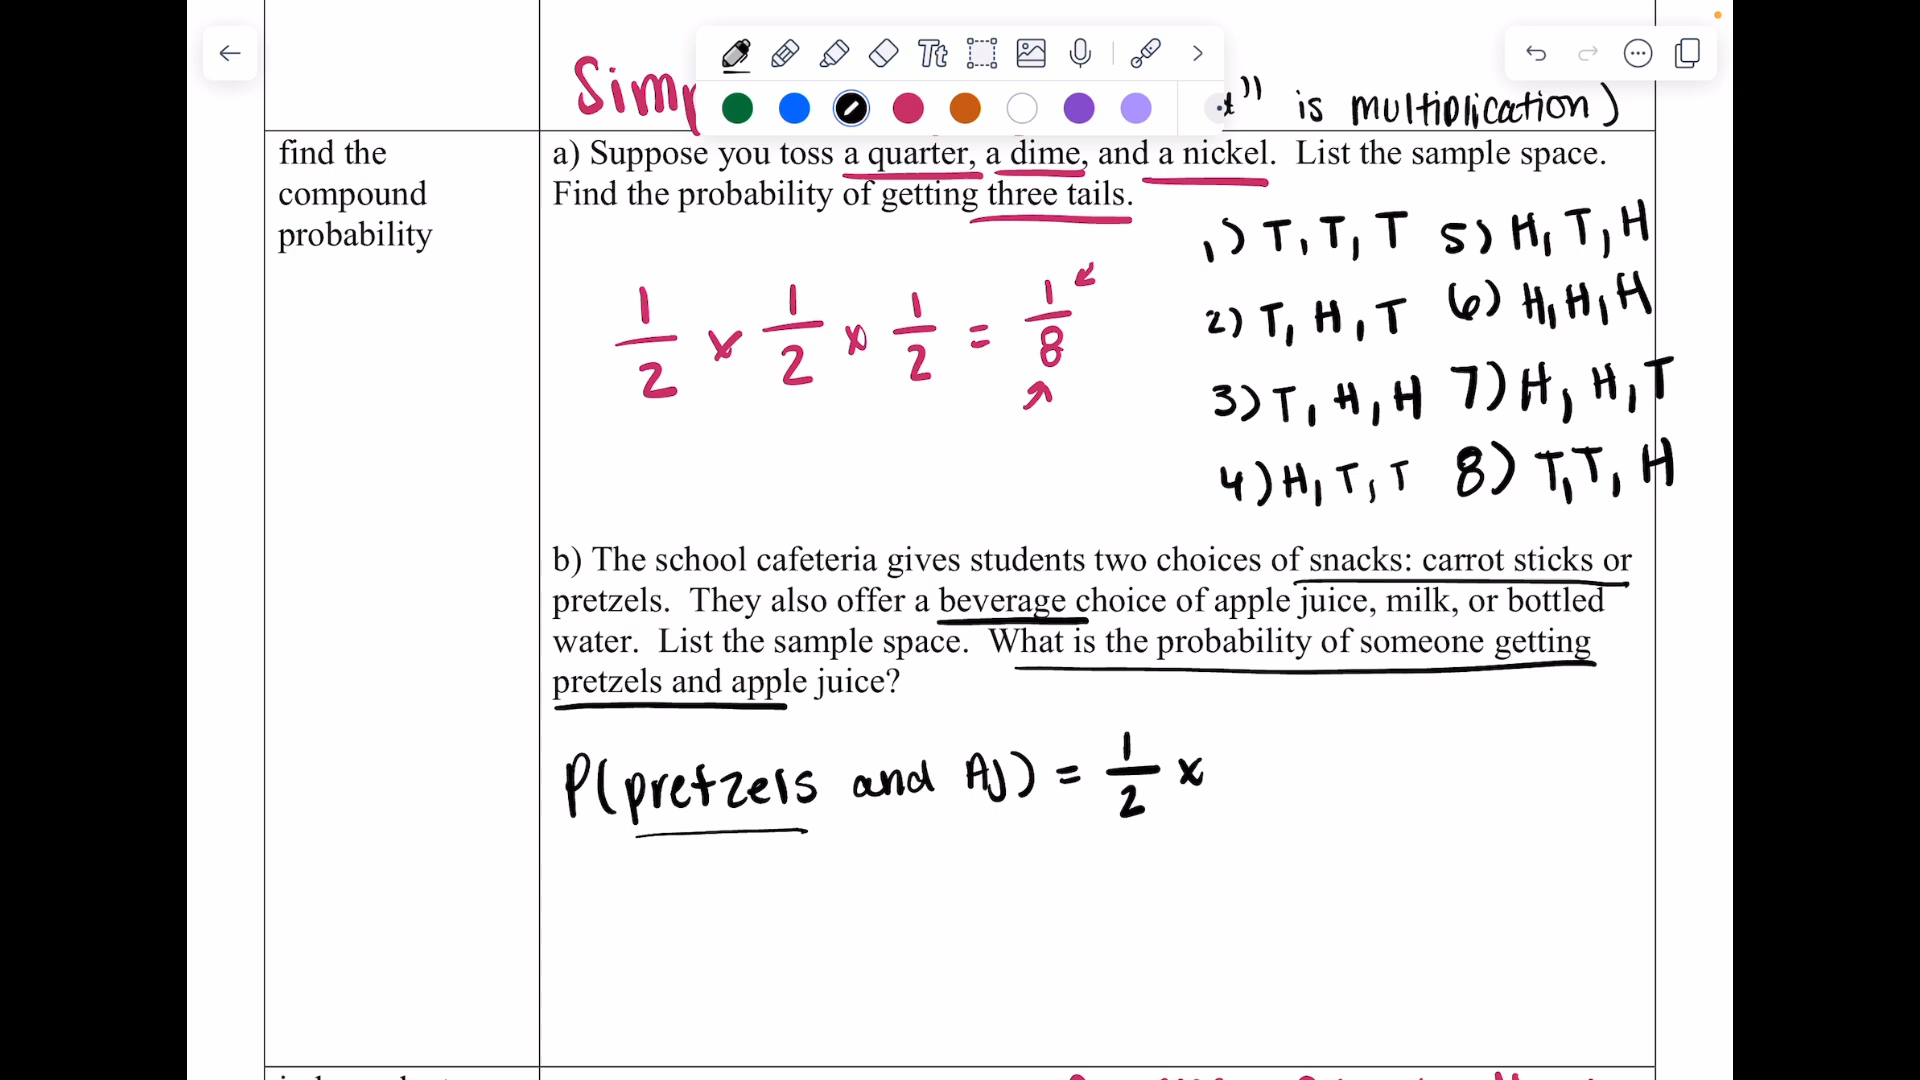 Simp
" is multiplication)
find the
compound
probability
a) Suppose you toss a quarter, a dime, and a nickel. List the sample space.
Find the probability of getting three tails.
1/2 x 1/2 x 1/2 = 1/8
1) T, T, T 5) H, T, H
2) T, H, T 6) H, H, H
3) T, H, H 7) H, H, T
4) H, T, T 8) T, T, H
b) The school cafeteria gives students two choices of snacks: carrot sticks or
pretzels. They also offer a beverage choice of apple juice, milk, or bottled
water. List the sample space. What is the probability of someone getting
pretzels and apple juice?
P(pretzels and AJ) = 1/2 x